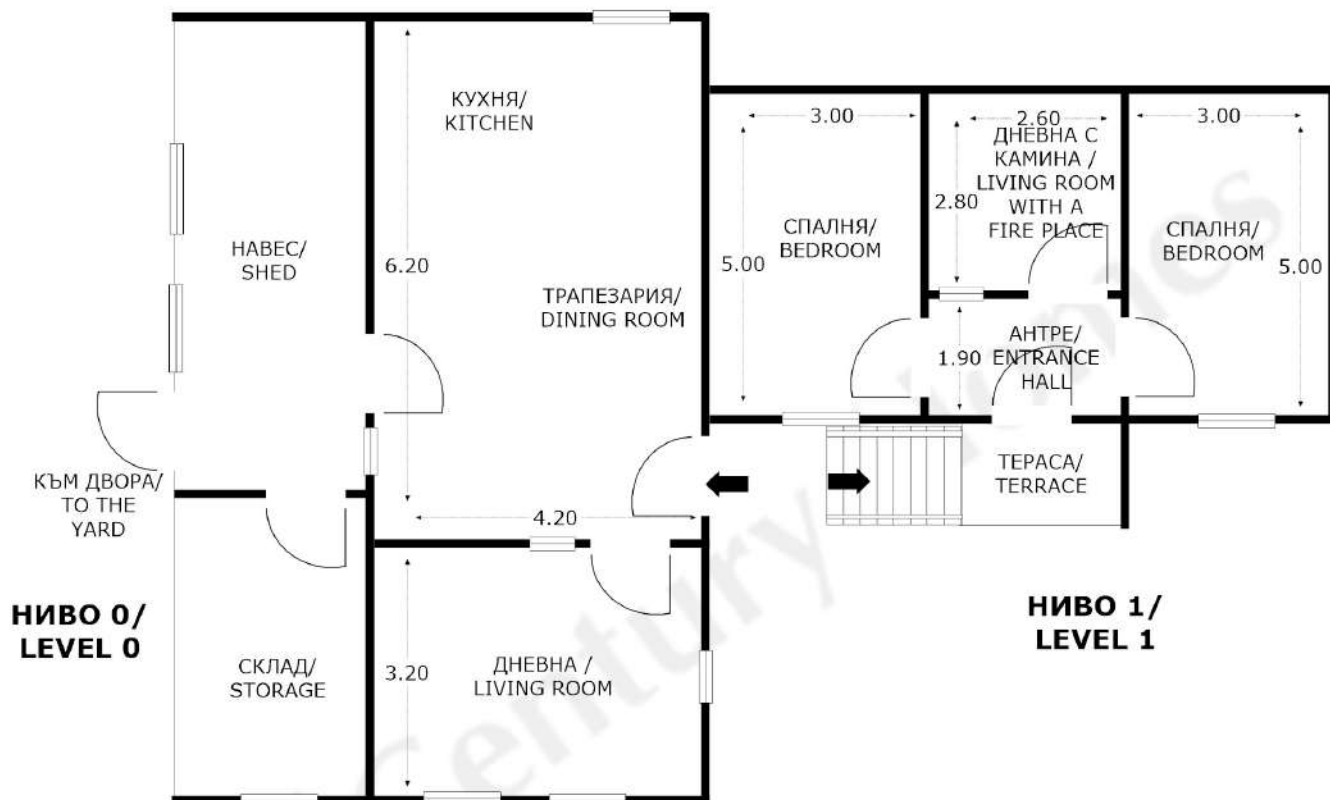 КУХНЯ/
KITCHEN
НАВЕС/
SHED
6.20
ТРАПЕЗАРИЯ/
DINING ROOM
КЪМ ДВОРА/
TO THE
YARD
4.20
НИВО 0/
LEVEL 0
СКЛАД/
STORAGE
3.20
ДНЕВНА /
LIVING ROOM
3.00
5.00
СПАЛНЯ/
BEDROOM
2.60
ДНЕВНА С
КАМИНА /
LIVING ROOM
WITH A
FIRE PLACE
2.80
3.00
СПАЛНЯ/
BEDROOM
5.00
1.90
АНТРЕ/
ENTRANCE
HALL
ТЕРАСА/
TERRACE
НИВО 1/
LEVEL 1
Century